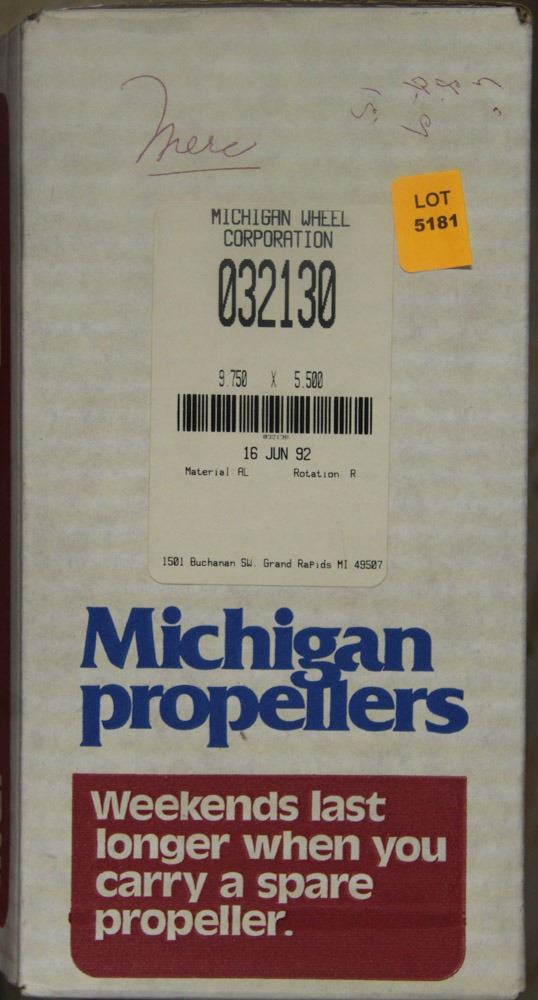 Merc
LOT
5181
MICHIGAN WHEEL
CORPORATION
032130
9.750 X 5.500
032130
16 JUN 92
Material: AL Rotation: R
1501 Buchanan SW. Grand Rapids MI 49507
Michigan
propellers
Weekends last
longer when you
carry a spare
propeller.